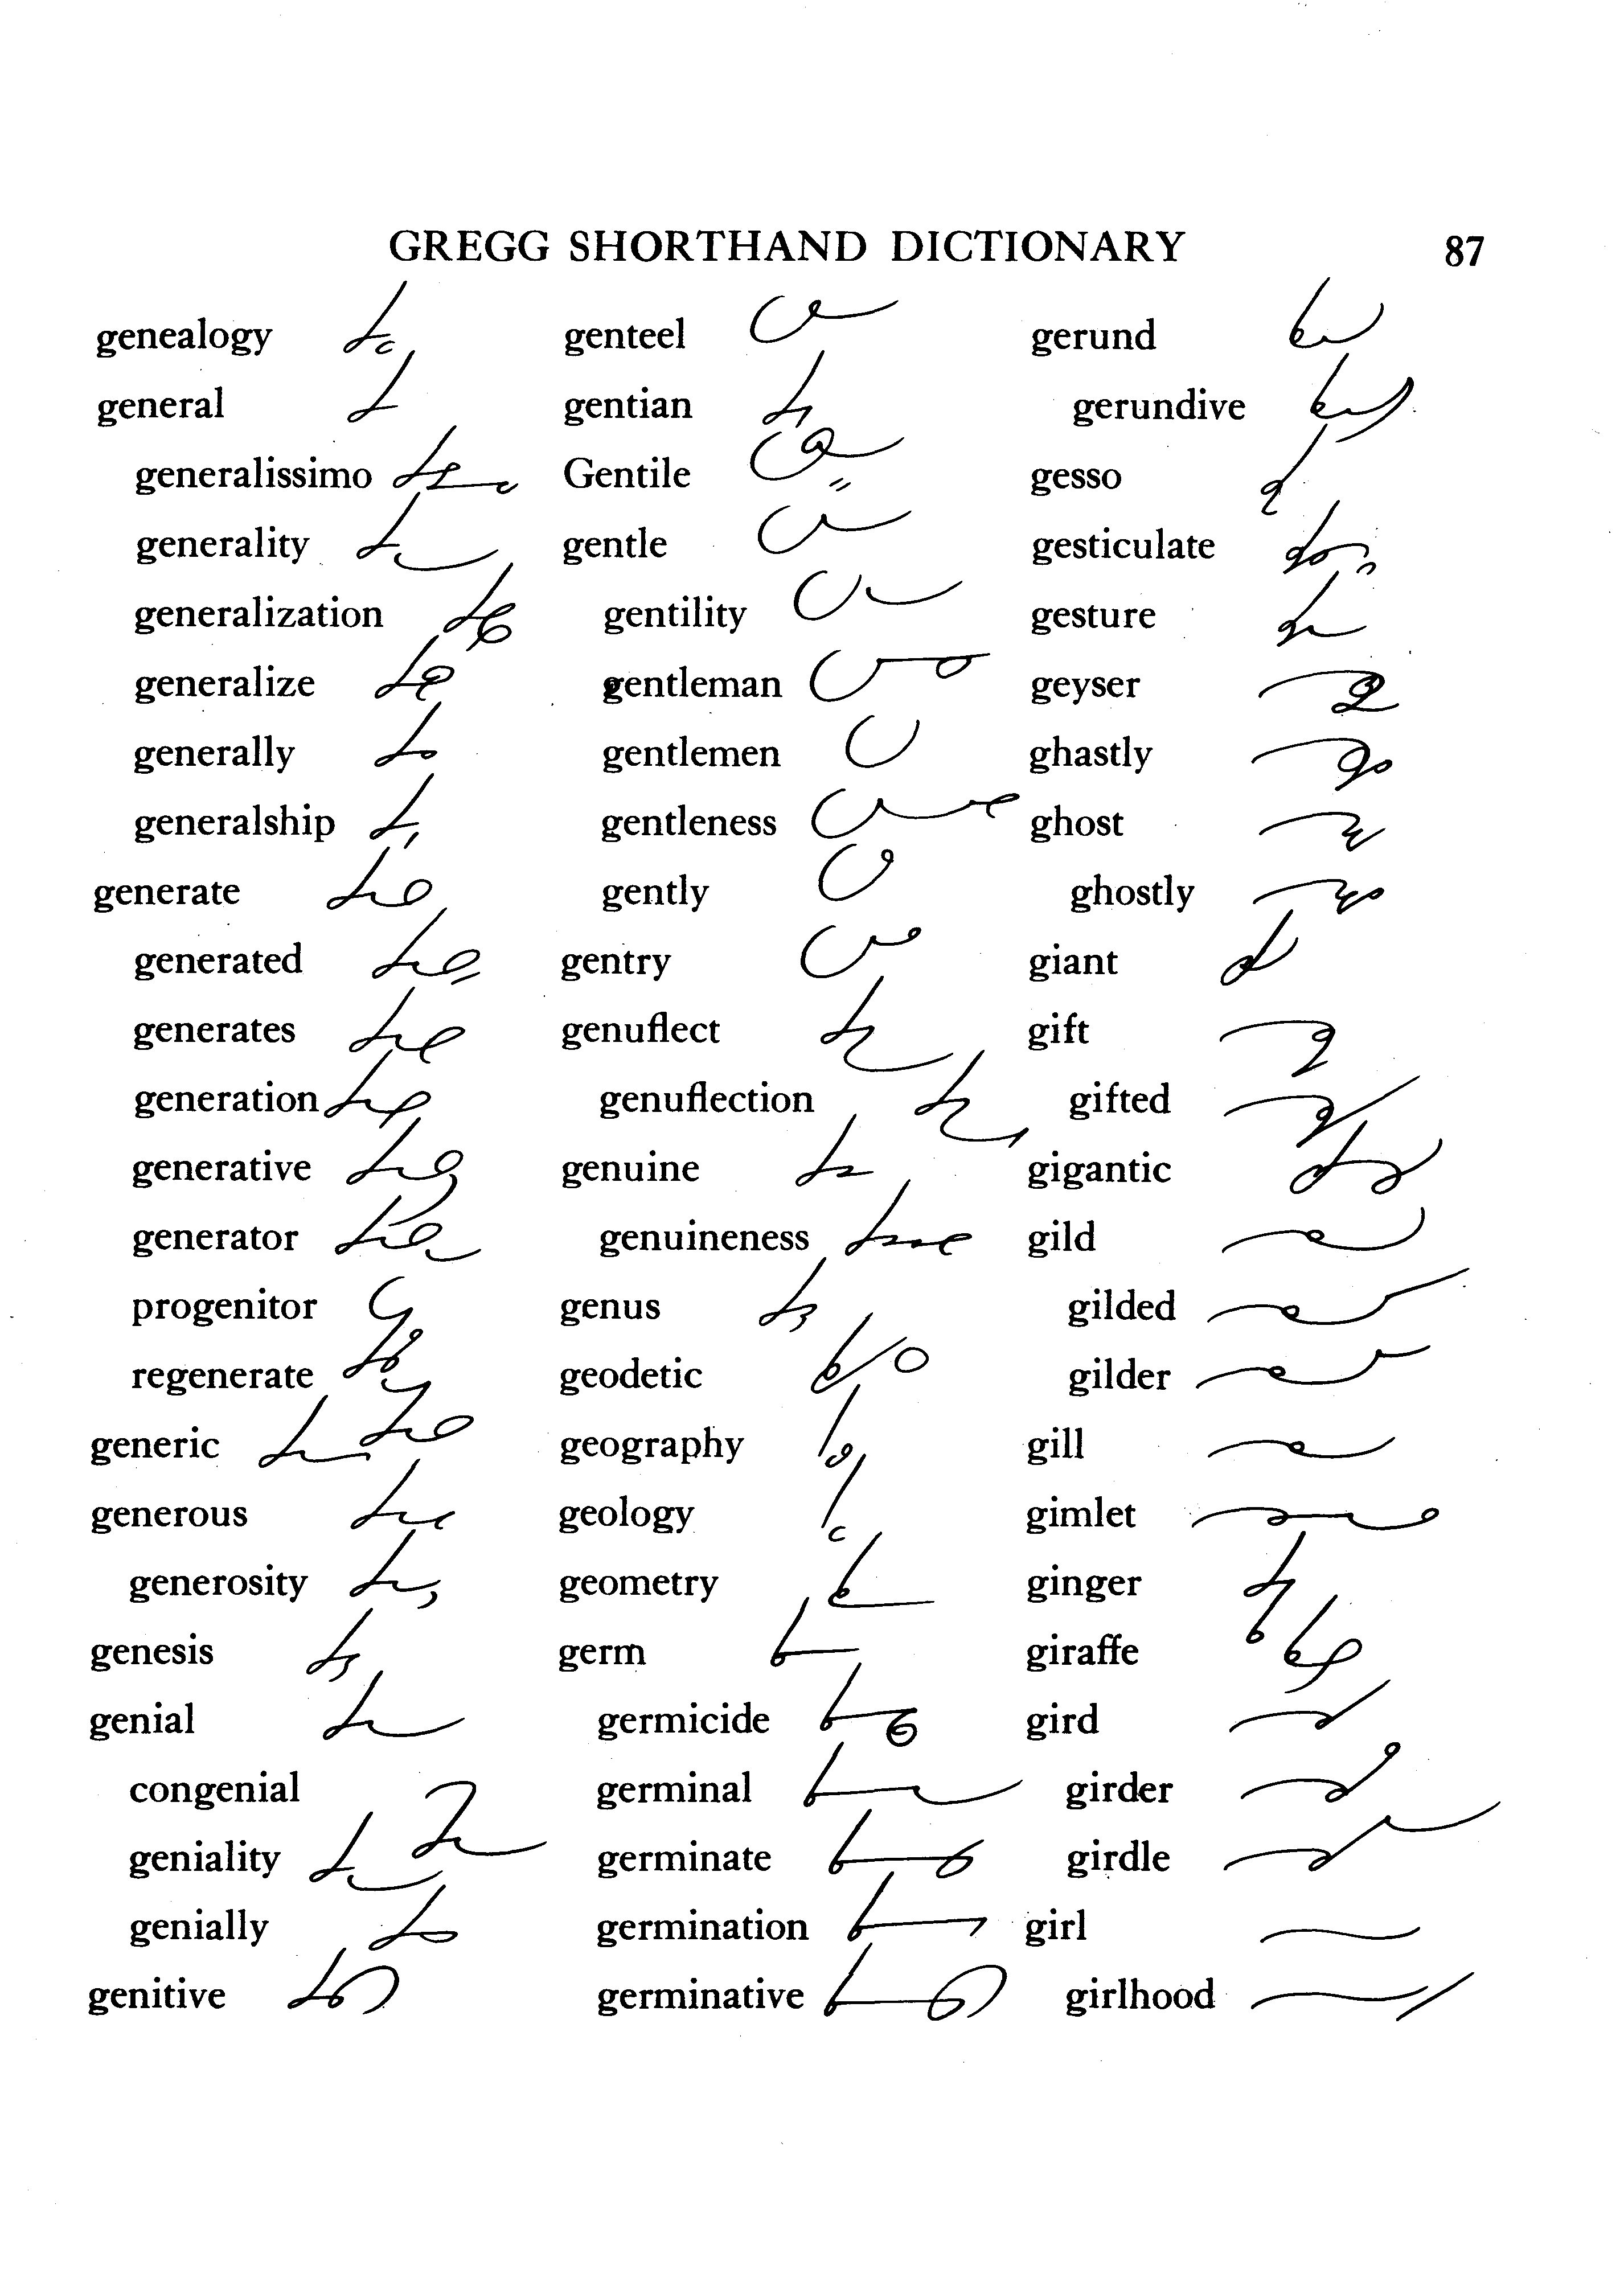 GREGG SHORTHAND DICTIONARY 87
genealogy
general
generalissimo
generality
generalization
generalize
generally
generalship
generate
generated
generates
generation
generative
generator
progenitor
regenerate
generic
generous
generosity
genesis
genial
congenial
geniality
genially
genitive
genteel
gentian
Gentile
gentle
gentility
gentleman
gentlemen
gentleness
gently
gentry
genuflect
genuflection
genuine
genuineness
genus
geodetic
geography
geology
geometry
germ
germicide
germinal
germinate
germination
germinative
gerund
gerundive
gesso
gesticulate
gesture
geyser
ghastly
ghost
ghostly
giant
gift
gifted
gigantic
gild
gilded
gilder
gill
gimlet
ginger
giraffe
gird
girder
girdle
girl
girlhood